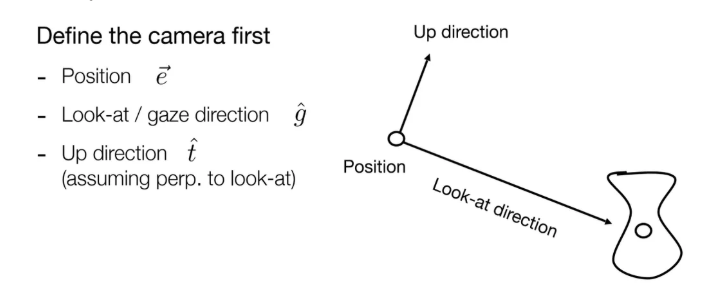 Define the camera first
- Position $\vec{e}$
- Look-at / gaze direction $\hat{g}$
- Up direction $\hat{t}$
(assuming perp. to look-at)
Up direction
Position
Look-at direction